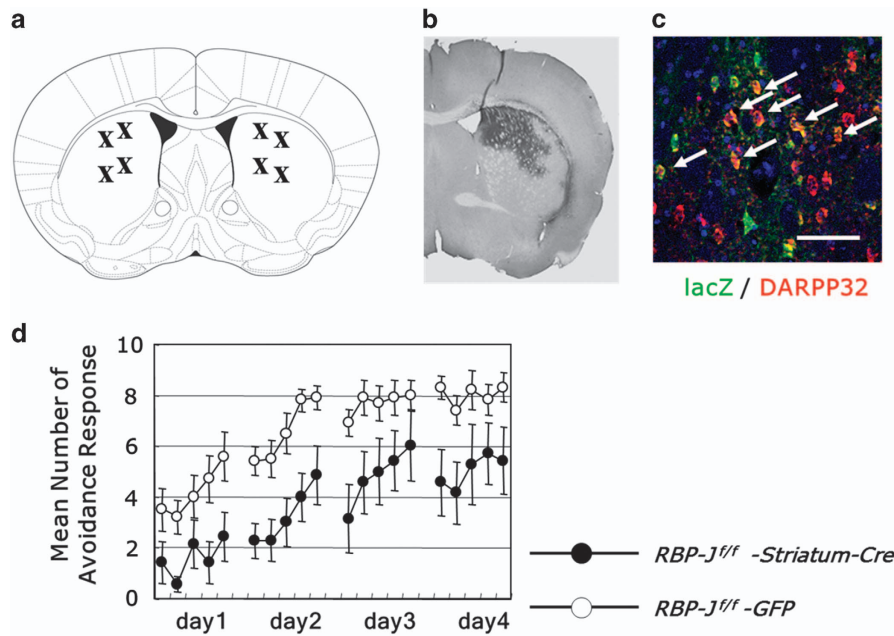 a
b
c
X X X X
X X X X
lacZ / DARPP32
d
Mean Number of
Avoidance Response
10
8
6
4
2
0
day1 day2 day3 day4
RBP-J^f/f -Striatum-Cre
RBP-J^f/f -GFP